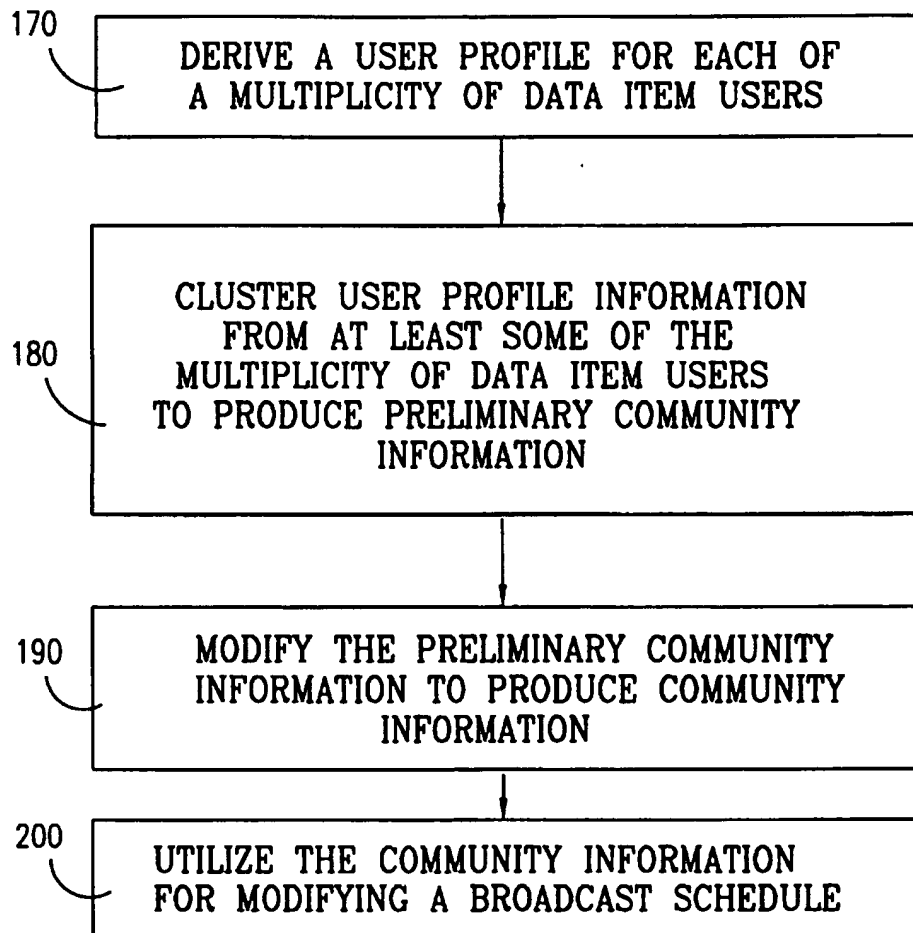 170
DERIVE A USER PROFILE FOR EACH OF
A MULTIPLICITY OF DATA ITEM USERS
180
CLUSTER USER PROFILE INFORMATION
FROM AT LEAST SOME OF THE
MULTIPLICITY OF DATA ITEM USERS
TO PRODUCE PRELIMINARY COMMUNITY
INFORMATION
190
MODIFY THE PRELIMINARY COMMUNITY
INFORMATION TO PRODUCE COMMUNITY
INFORMATION
200
UTILIZE THE COMMUNITY INFORMATION
FOR MODIFYING A BROADCAST SCHEDULE